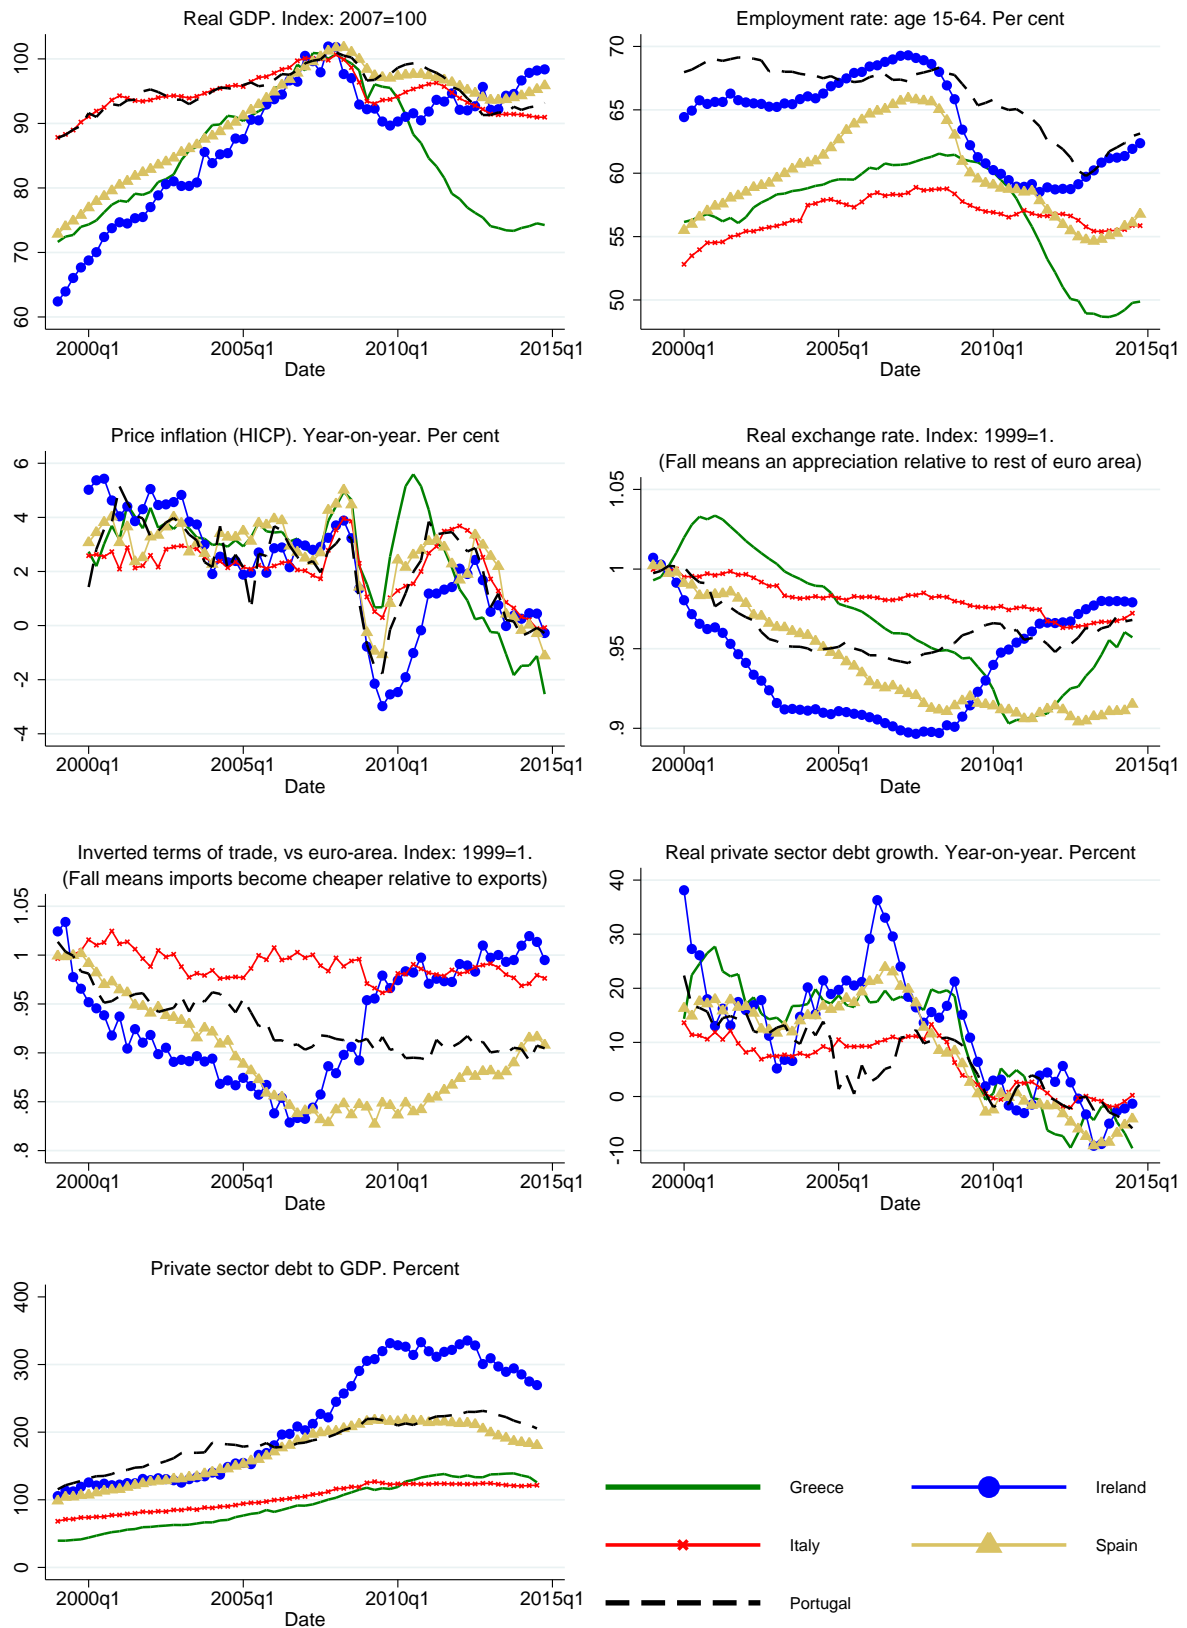 Real GDP. Index: 2007=100
100
90
80
70
60
2000q1 2005q1 2010q1 2015q1
Date
Employment rate: age 15-64. Per cent
70
65
60
55
50
2000q1 2005q1 2010q1 2015q1
Date
Price inflation (HICP). Year-on-year. Per cent
6
4
2
0
-2
-4
2000q1 2005q1 2010q1 2015q1
Date
Real exchange rate. Index: 1999=1.
(Fall means an appreciation relative to rest of euro area)
1.05
1
.95
.9
2000q1 2005q1 2010q1 2015q1
Date
Inverted terms of trade, vs euro-area. Index: 1999=1.
(Fall means imports become cheaper relative to exports)
1.05
1
.95
.9
.85
.8
2000q1 2005q1 2010q1 2015q1
Date
Real private sector debt growth. Year-on-year. Percent
40
30
20
10
0
-10
2000q1 2005q1 2010q1 2015q1
Date
Private sector debt to GDP. Percent
400
300
200
100
0
2000q1 2005q1 2010q1 2015q1
Date
Greece Ireland
Italy Spain
Portugal